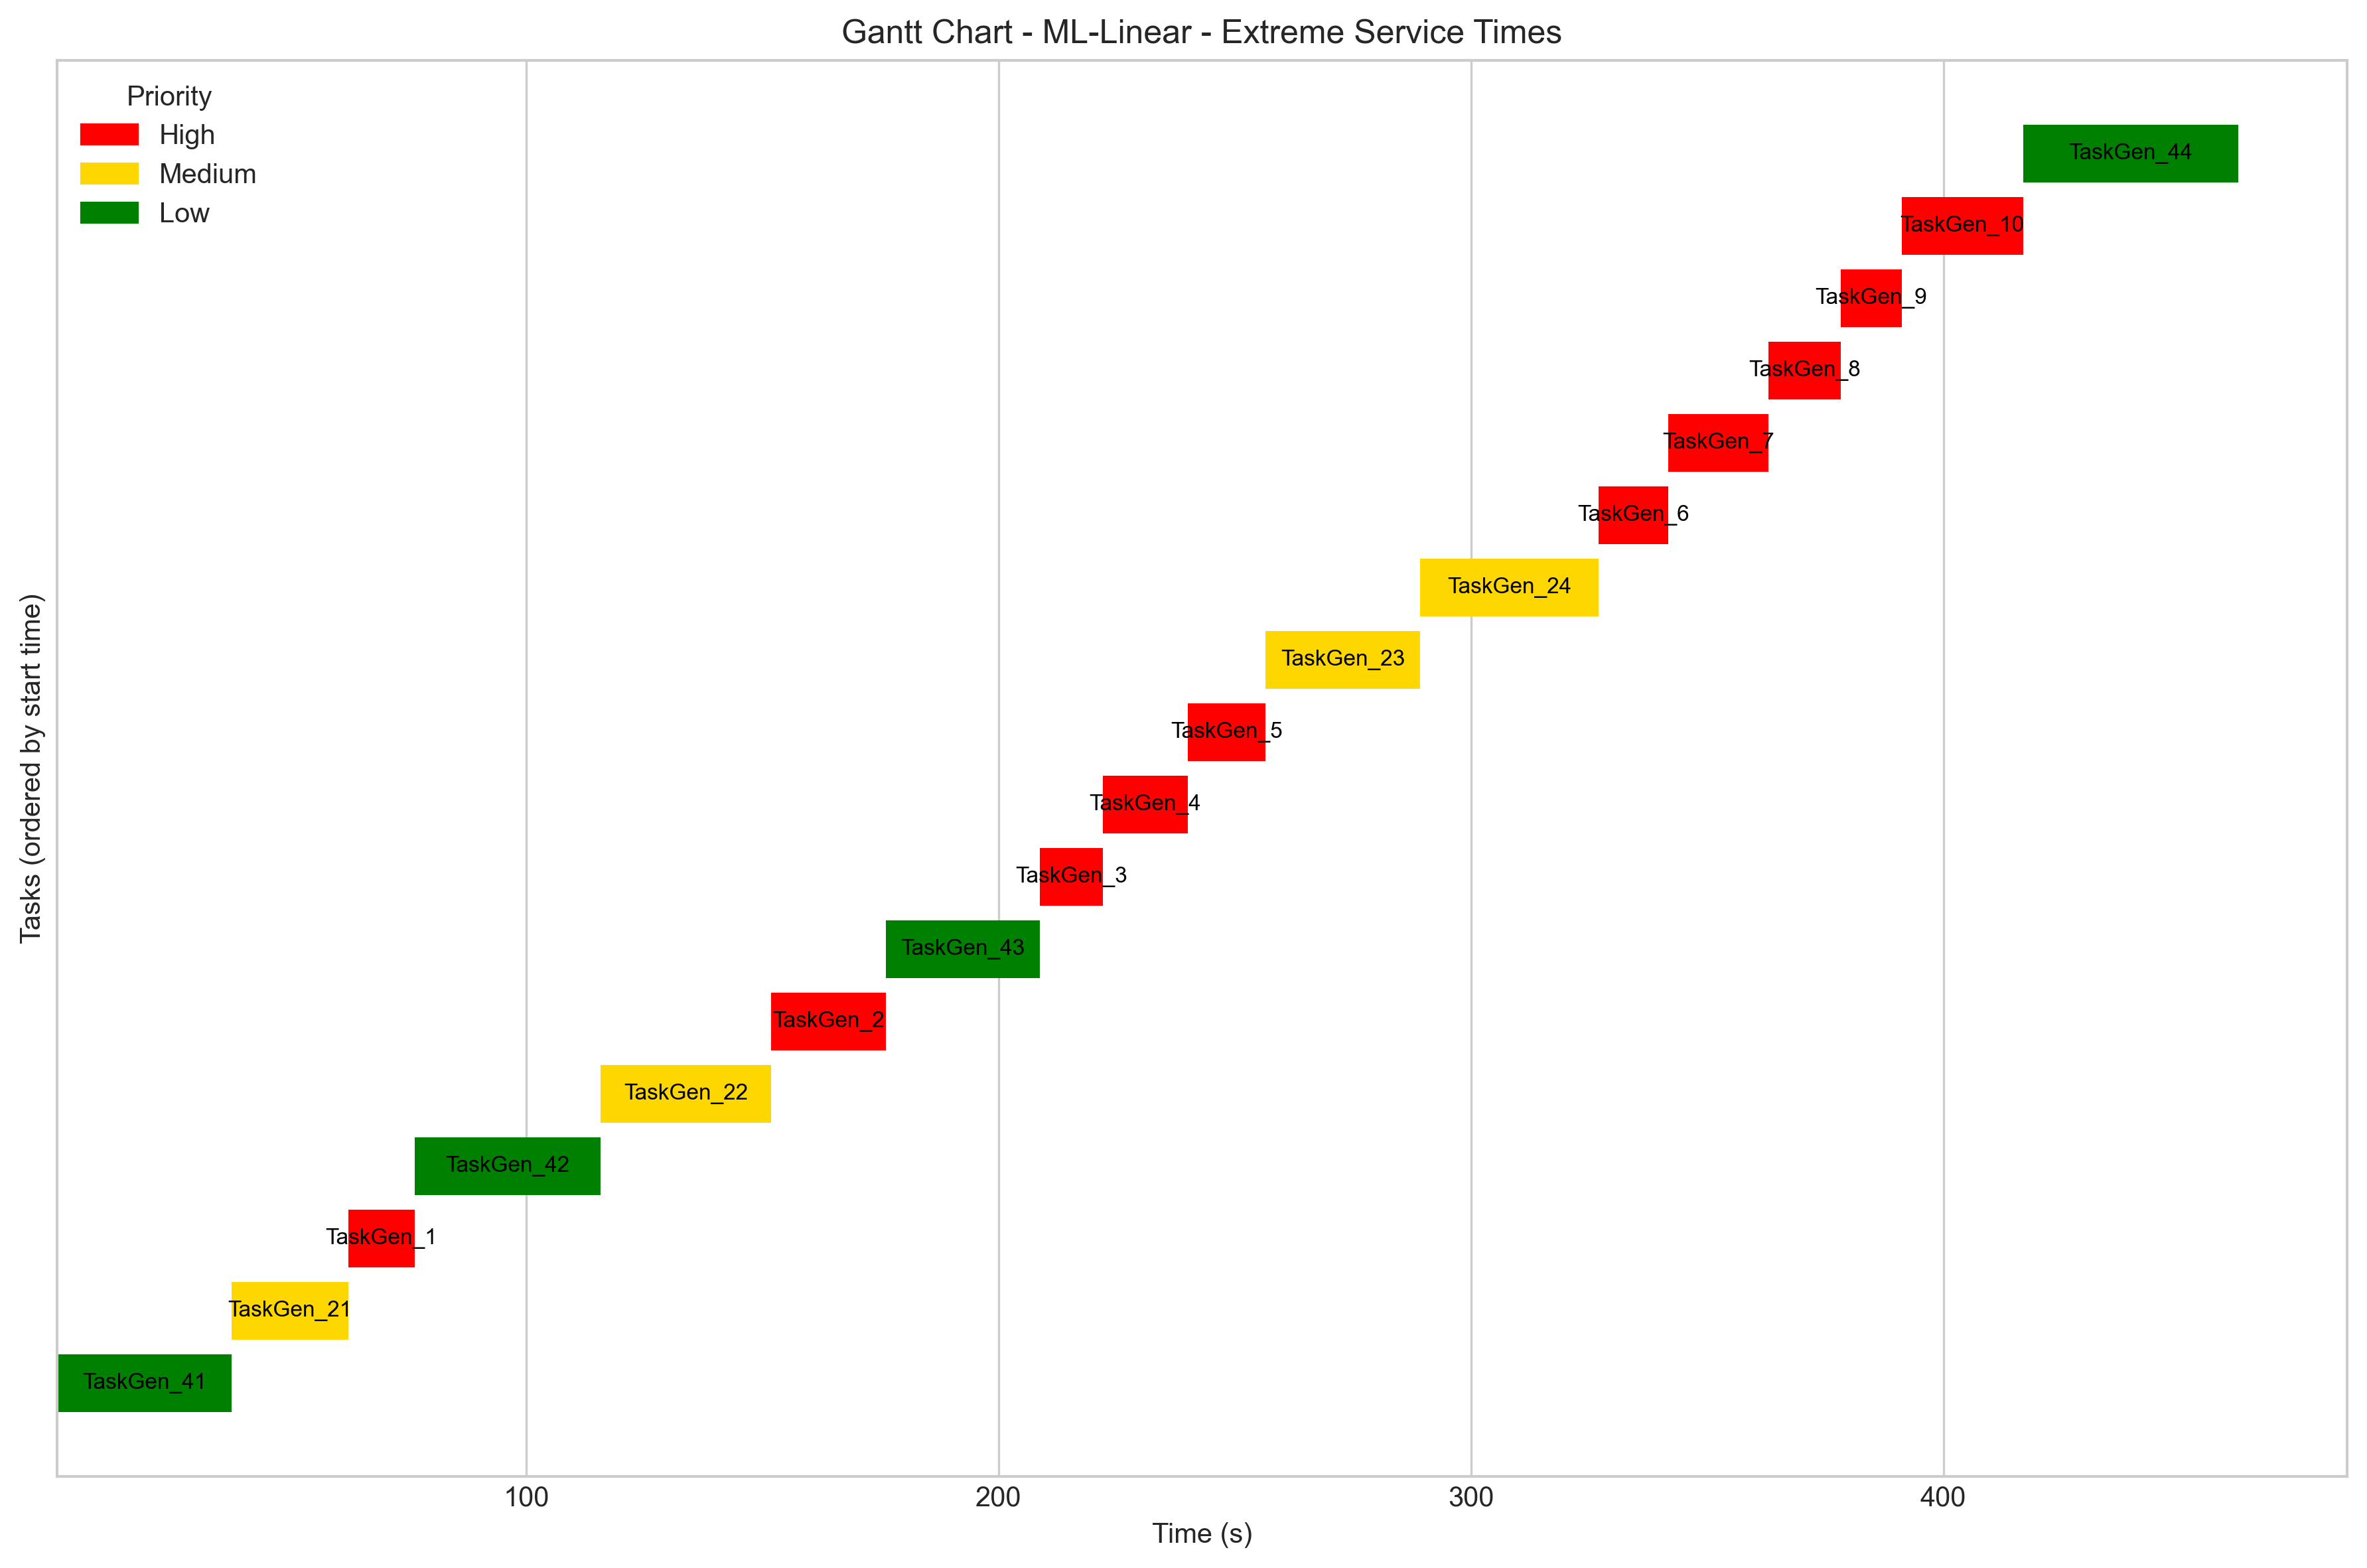 Gantt Chart - ML-Linear - Extreme Service Times
Priority
High
Medium
Low
TaskGen_44
TaskGen_10
TaskGen_9
TaskGen_8
TaskGen_7
TaskGen_6
TaskGen_24
TaskGen_23
TaskGen_5
TaskGen_4
TaskGen_3
TaskGen_43
TaskGen_2
TaskGen_22
TaskGen_42
TaskGen_1
TaskGen_21
TaskGen_41
Tasks (ordered by start time)
100 200 300 400
Time (s)